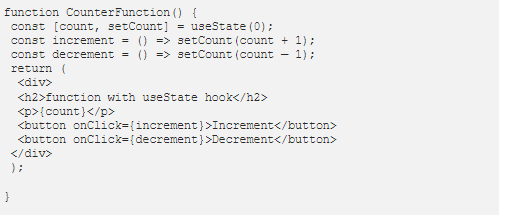 function CounterFunction() {
const [count, setCount] = useState(0);
const increment = () => setCount(count + 1);
const decrement = () => setCount(count – 1);
return (
<div>
<h2>function with useState hook</h2>
<p>{count}</p>
<button onClick={increment}>Increment</button>
<button onClick={decrement}>Decrement</button>
</div>
);
}